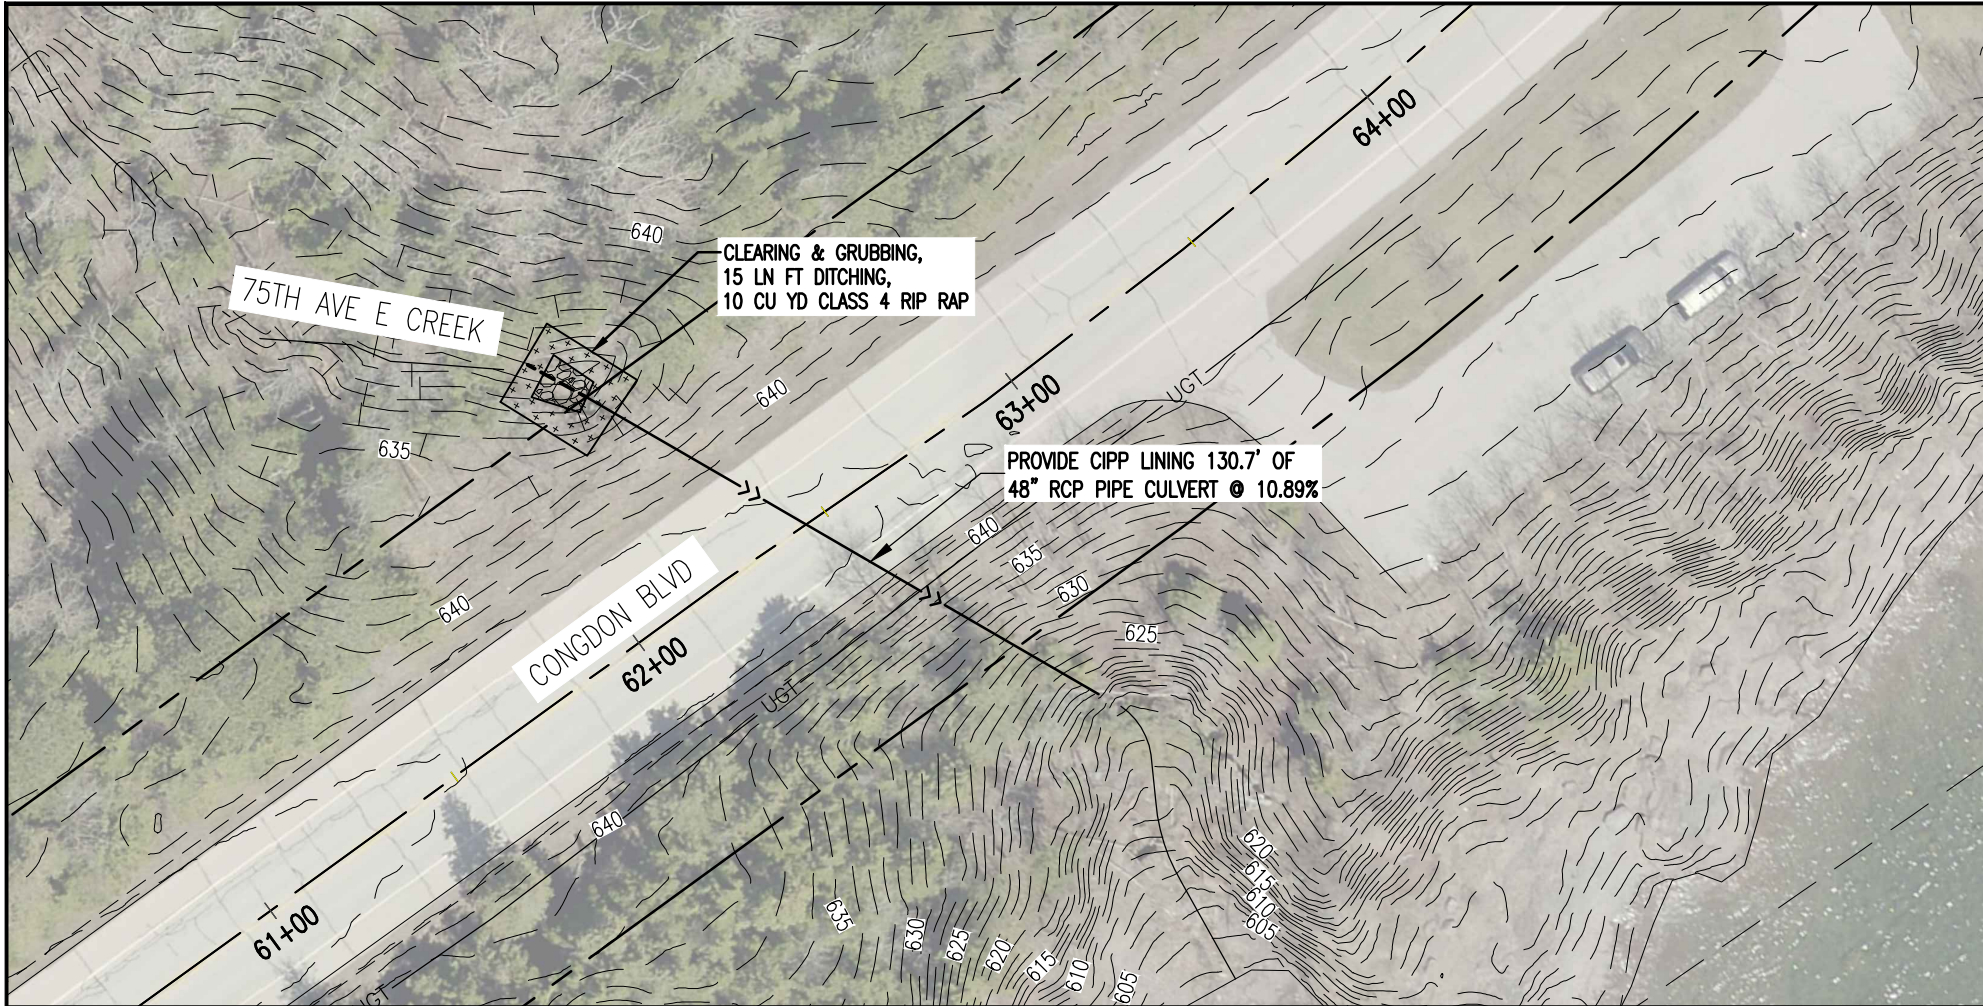 64+00
640
CLEARING & GRUBBING,
15 LN FT DITCHING,
10 CU YD CLASS 4 RIP RAP
75TH AVE E CREEK
640
UGT
63+00
635
PROVIDE CIPP LINING 130.7' OF
48" RCP PIPE CULVERT @ 10.89%
640
635
630
640
CONGDON BLVD
625
62+00
UGT
640
620
615
610
605
61+00
635
630
625
620
615
610
605
UGT